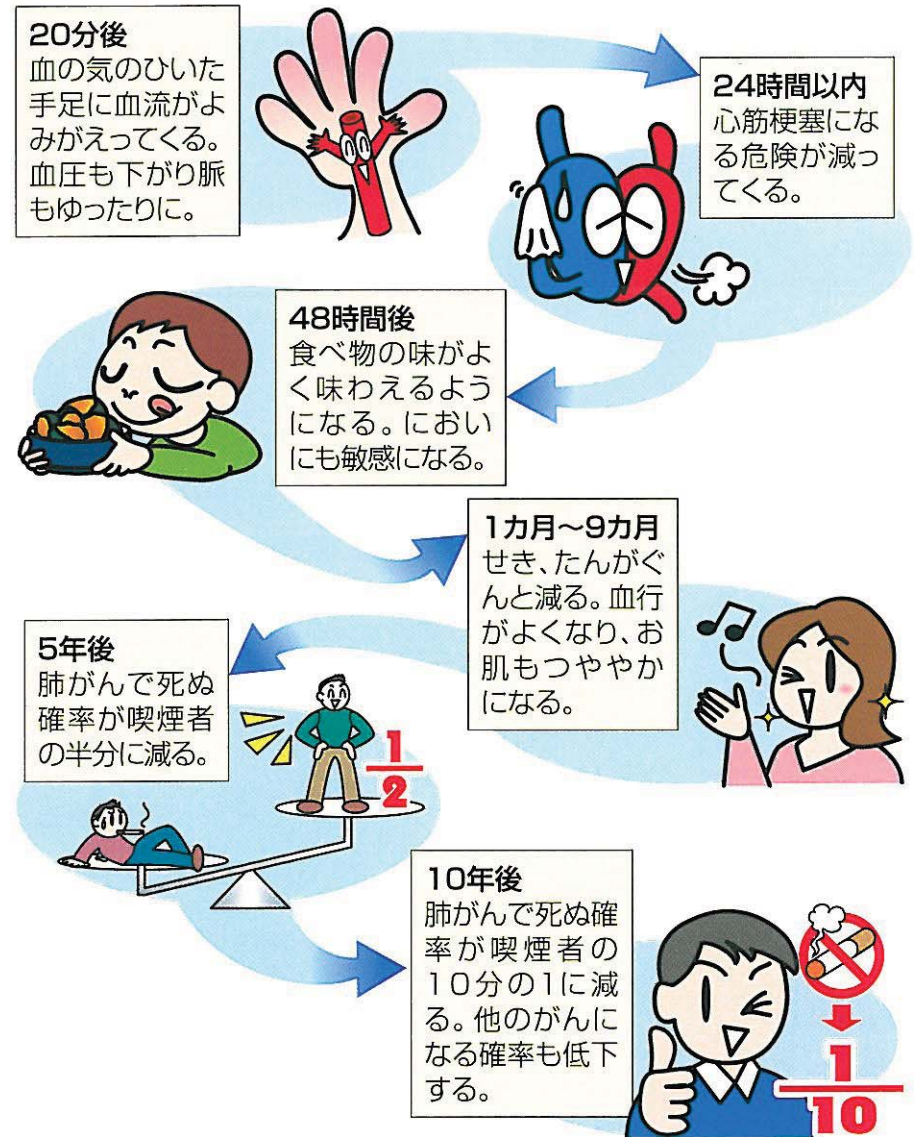 20分後
血の気のひいた
手足に血流がよ
みがえってくる。
血圧も下がり脈
もゆったりに。
24時間以内
心筋梗塞にな
る危険が減っ
てくる。
48時間後
食べ物の味がよ
く味わえるよう
になる。におい
にも敏感になる。
1カ月～9カ月
せき、たんがぐ
んと減る。血行
がよくなり、お
肌もつややか
になる。
5年後
肺がんで死ぬ
確率が喫煙者
の半分に減る。
1
2
10年後
肺がんで死ぬ確
率が喫煙者の
10分の1に減
る。他のがんに
なる確率も低下
する。
1
10